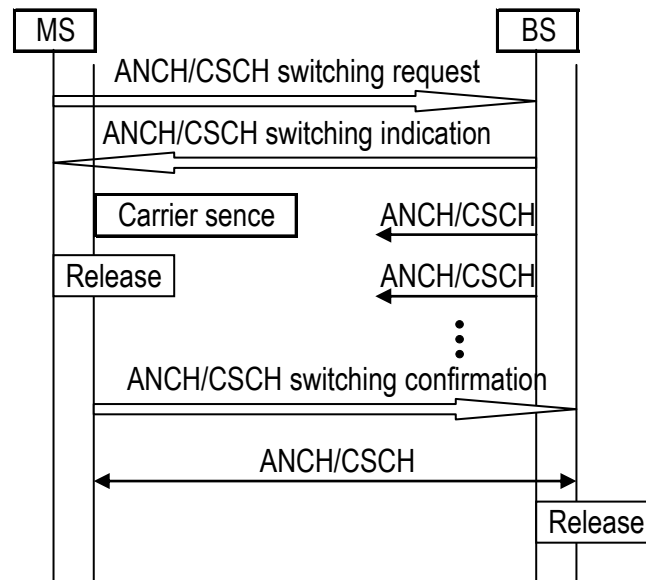 MS
BS
ANCH/CSCH switching request
ANCH/CSCH switching indication
Carrier sence
ANCH/CSCH
Release
ANCH/CSCH
ANCH/CSCH switching confirmation
ANCH/CSCH
Release